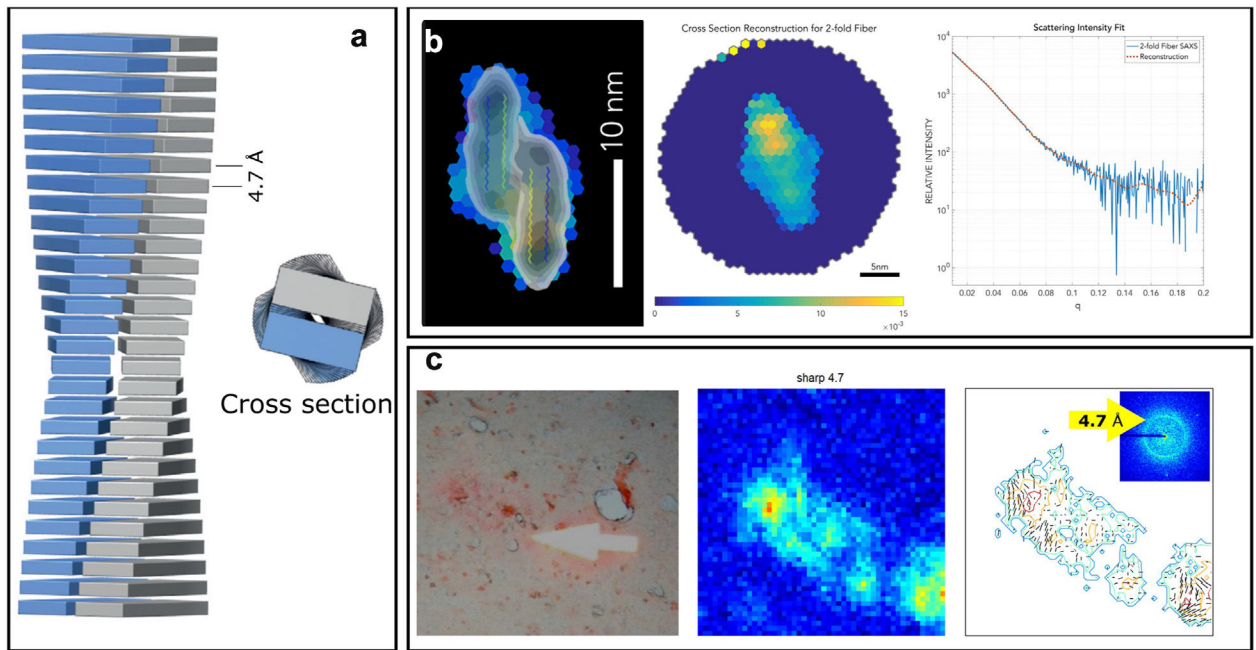 a
4.7 Å
Cross section
b
10 nm
Cross Section Reconstruction for 2-fold Fiber
5nm
0
5
10
15
×10⁻³
Scattering Intensity Fit
2-fold Fiber SAXS
Reconstruction
RELATIVE INTENSITY
10⁴
10³
10²
10¹
10⁰
0.02
0.04
0.06
0.08
0.1
0.12
0.14
0.16
0.18
0.2
q
c
sharp 4.7
4.7 Å